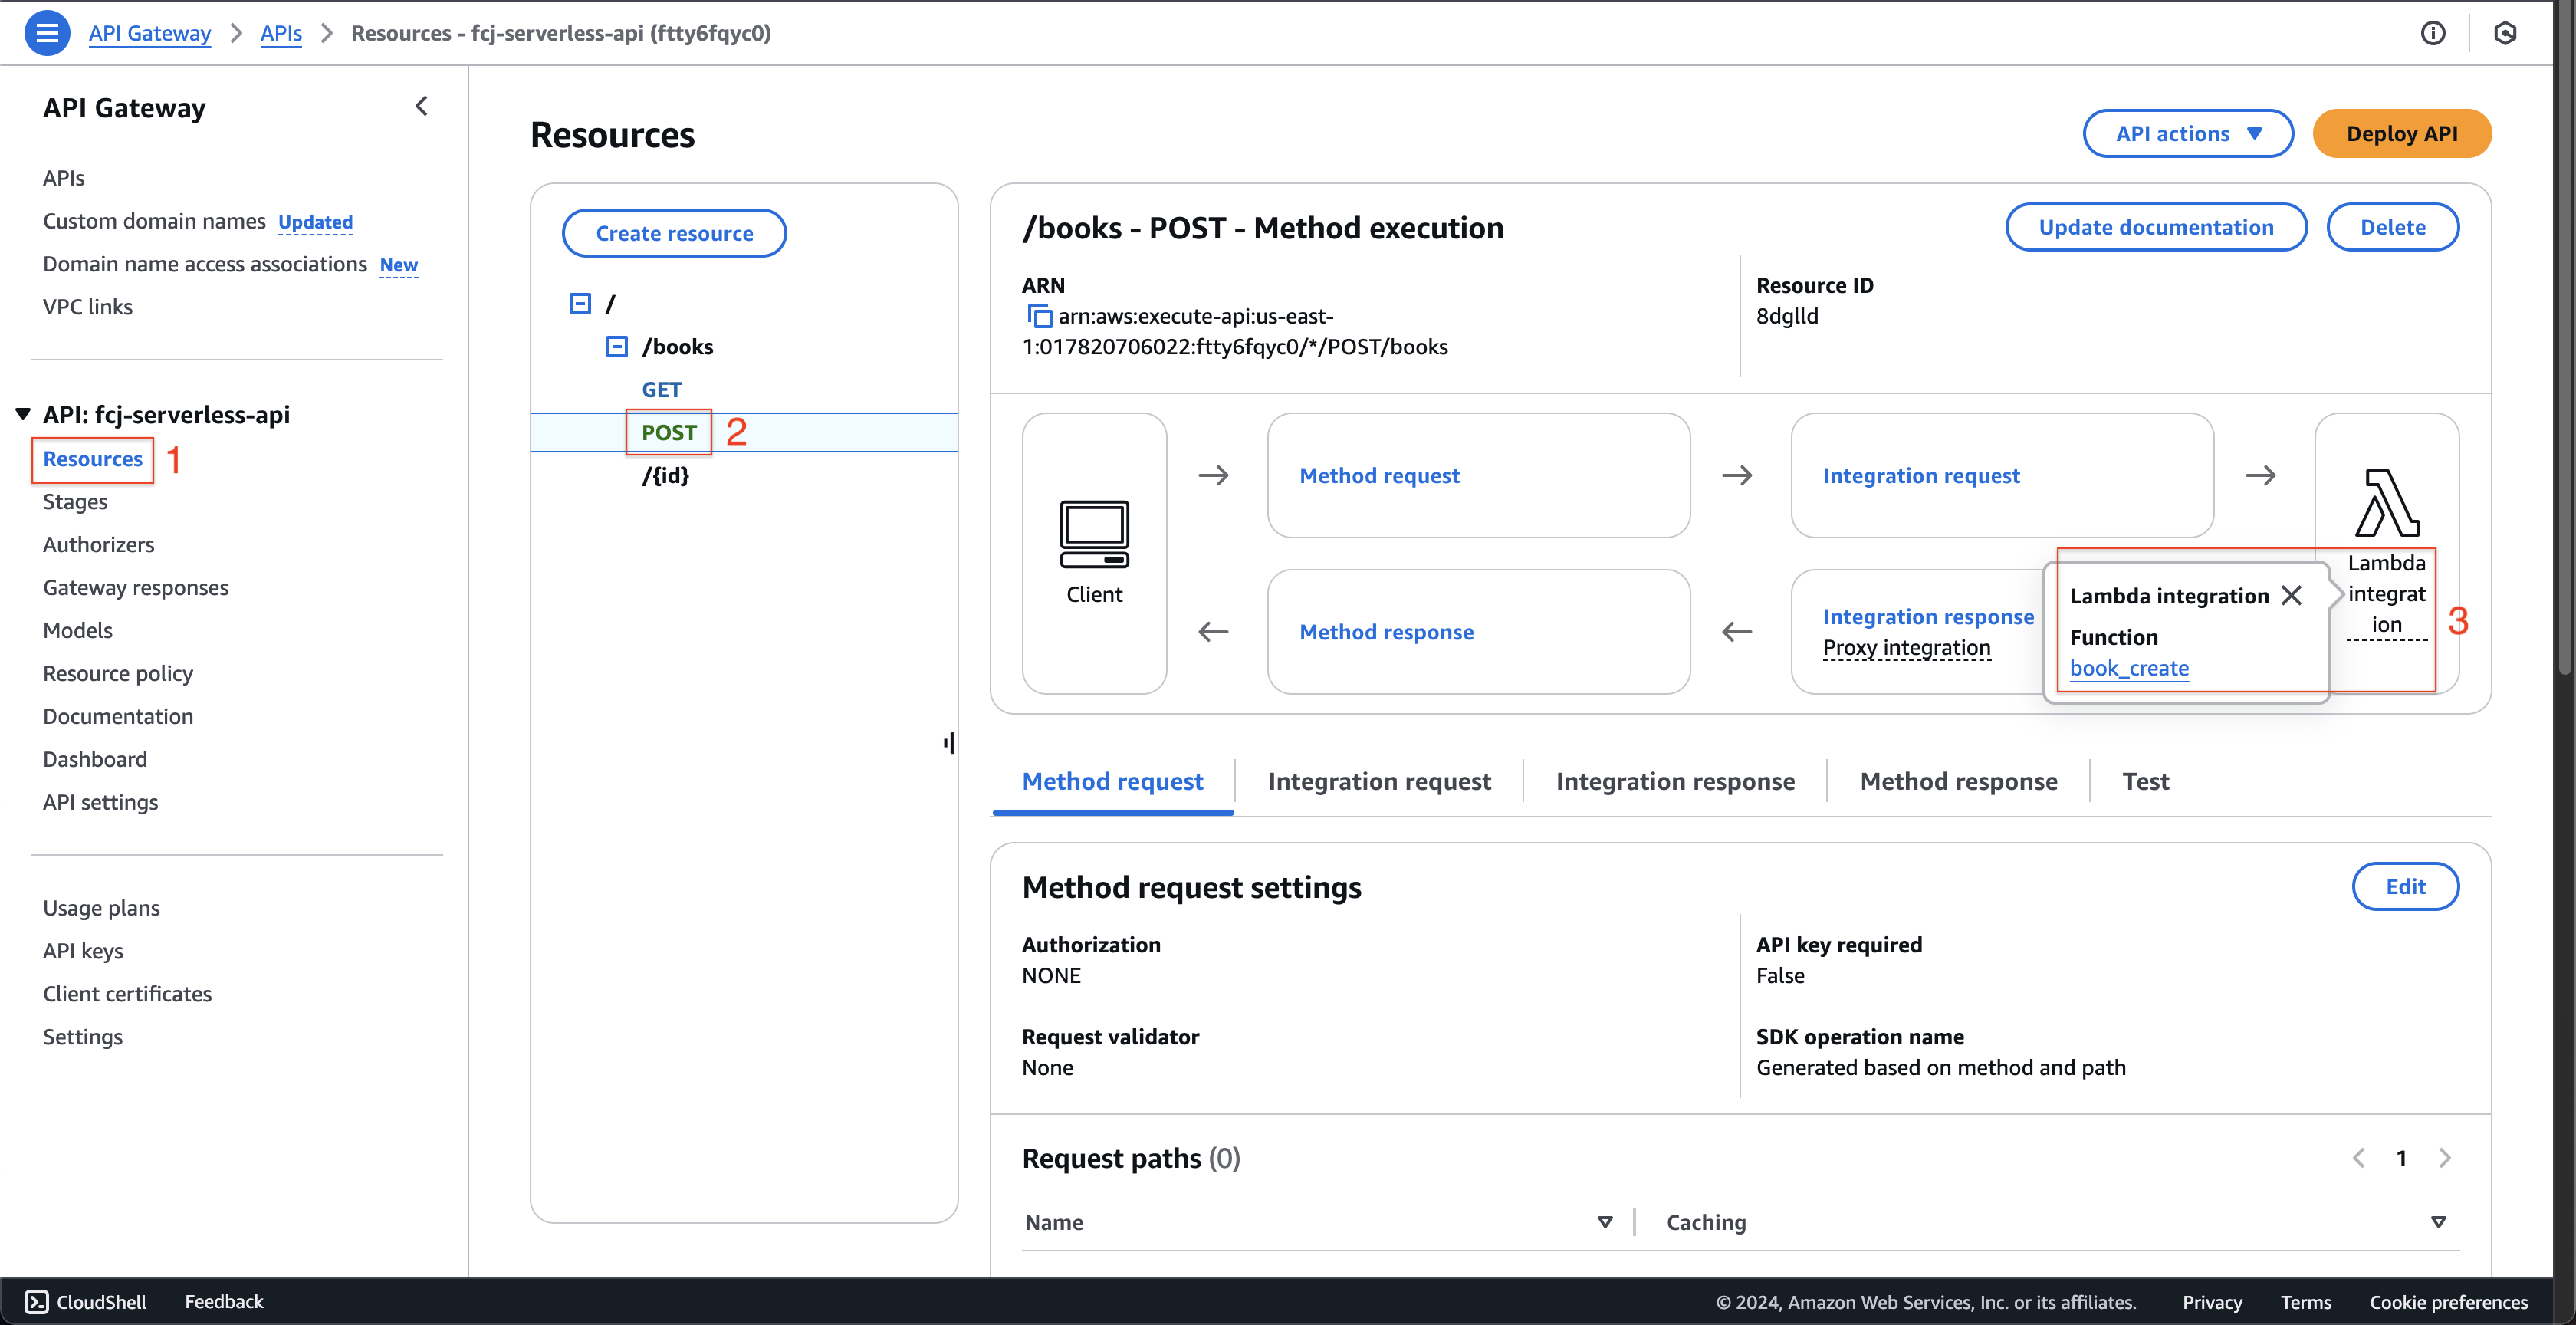 API Gateway > APIs > Resources - fcj-serverless-api (ftty6fqyc0)
API Gateway
APIs
Custom domain names Updated
Domain name access associations New
VPC links
API: fcj-serverless-api
Resources 1
Stages
Authorizers
Gateway responses
Models
Resource policy
Documentation
Dashboard
API settings
Usage plans
API keys
Client certificates
Settings
Resources
API actions
Deploy API
Create resource
/
/books
GET
POST 2
/{id}
/books - POST - Method execution
Update documentation
Delete
ARN
arn:aws:execute-api:us-east-
1:017820706022:ftty6fqyc0/*/POST/books
Resource ID
8dglld
Client
Method request
Integration request
Method response
Integration response
Proxy integration
Lambda
integrat
ion
3
Lambda integration
Function
book_create
Method request
Integration request
Integration response
Method response
Test
Method request settings
Edit
Authorization
NONE
API key required
False
Request validator
None
SDK operation name
Generated based on method and path
Request paths (0)
1
Name
Caching
CloudShell
Feedback
© 2024, Amazon Web Services, Inc. or its affiliates.
Privacy
Terms
Cookie preferences